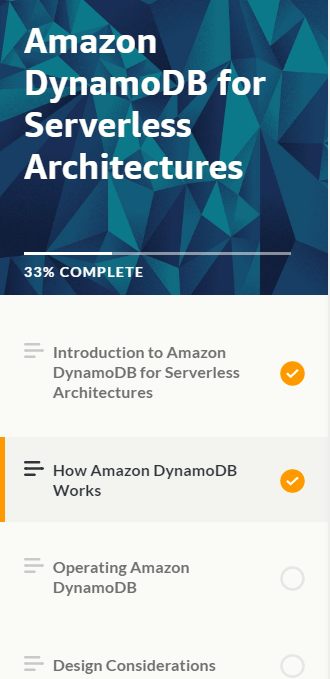 Amazon
DynamoDB for
Serverless
Architectures
33% COMPLETE
Introduction to Amazon
DynamoDB for Serverless
Architectures
How Amazon DynamoDB
Works
Operating Amazon
DynamoDB
Design Considerations